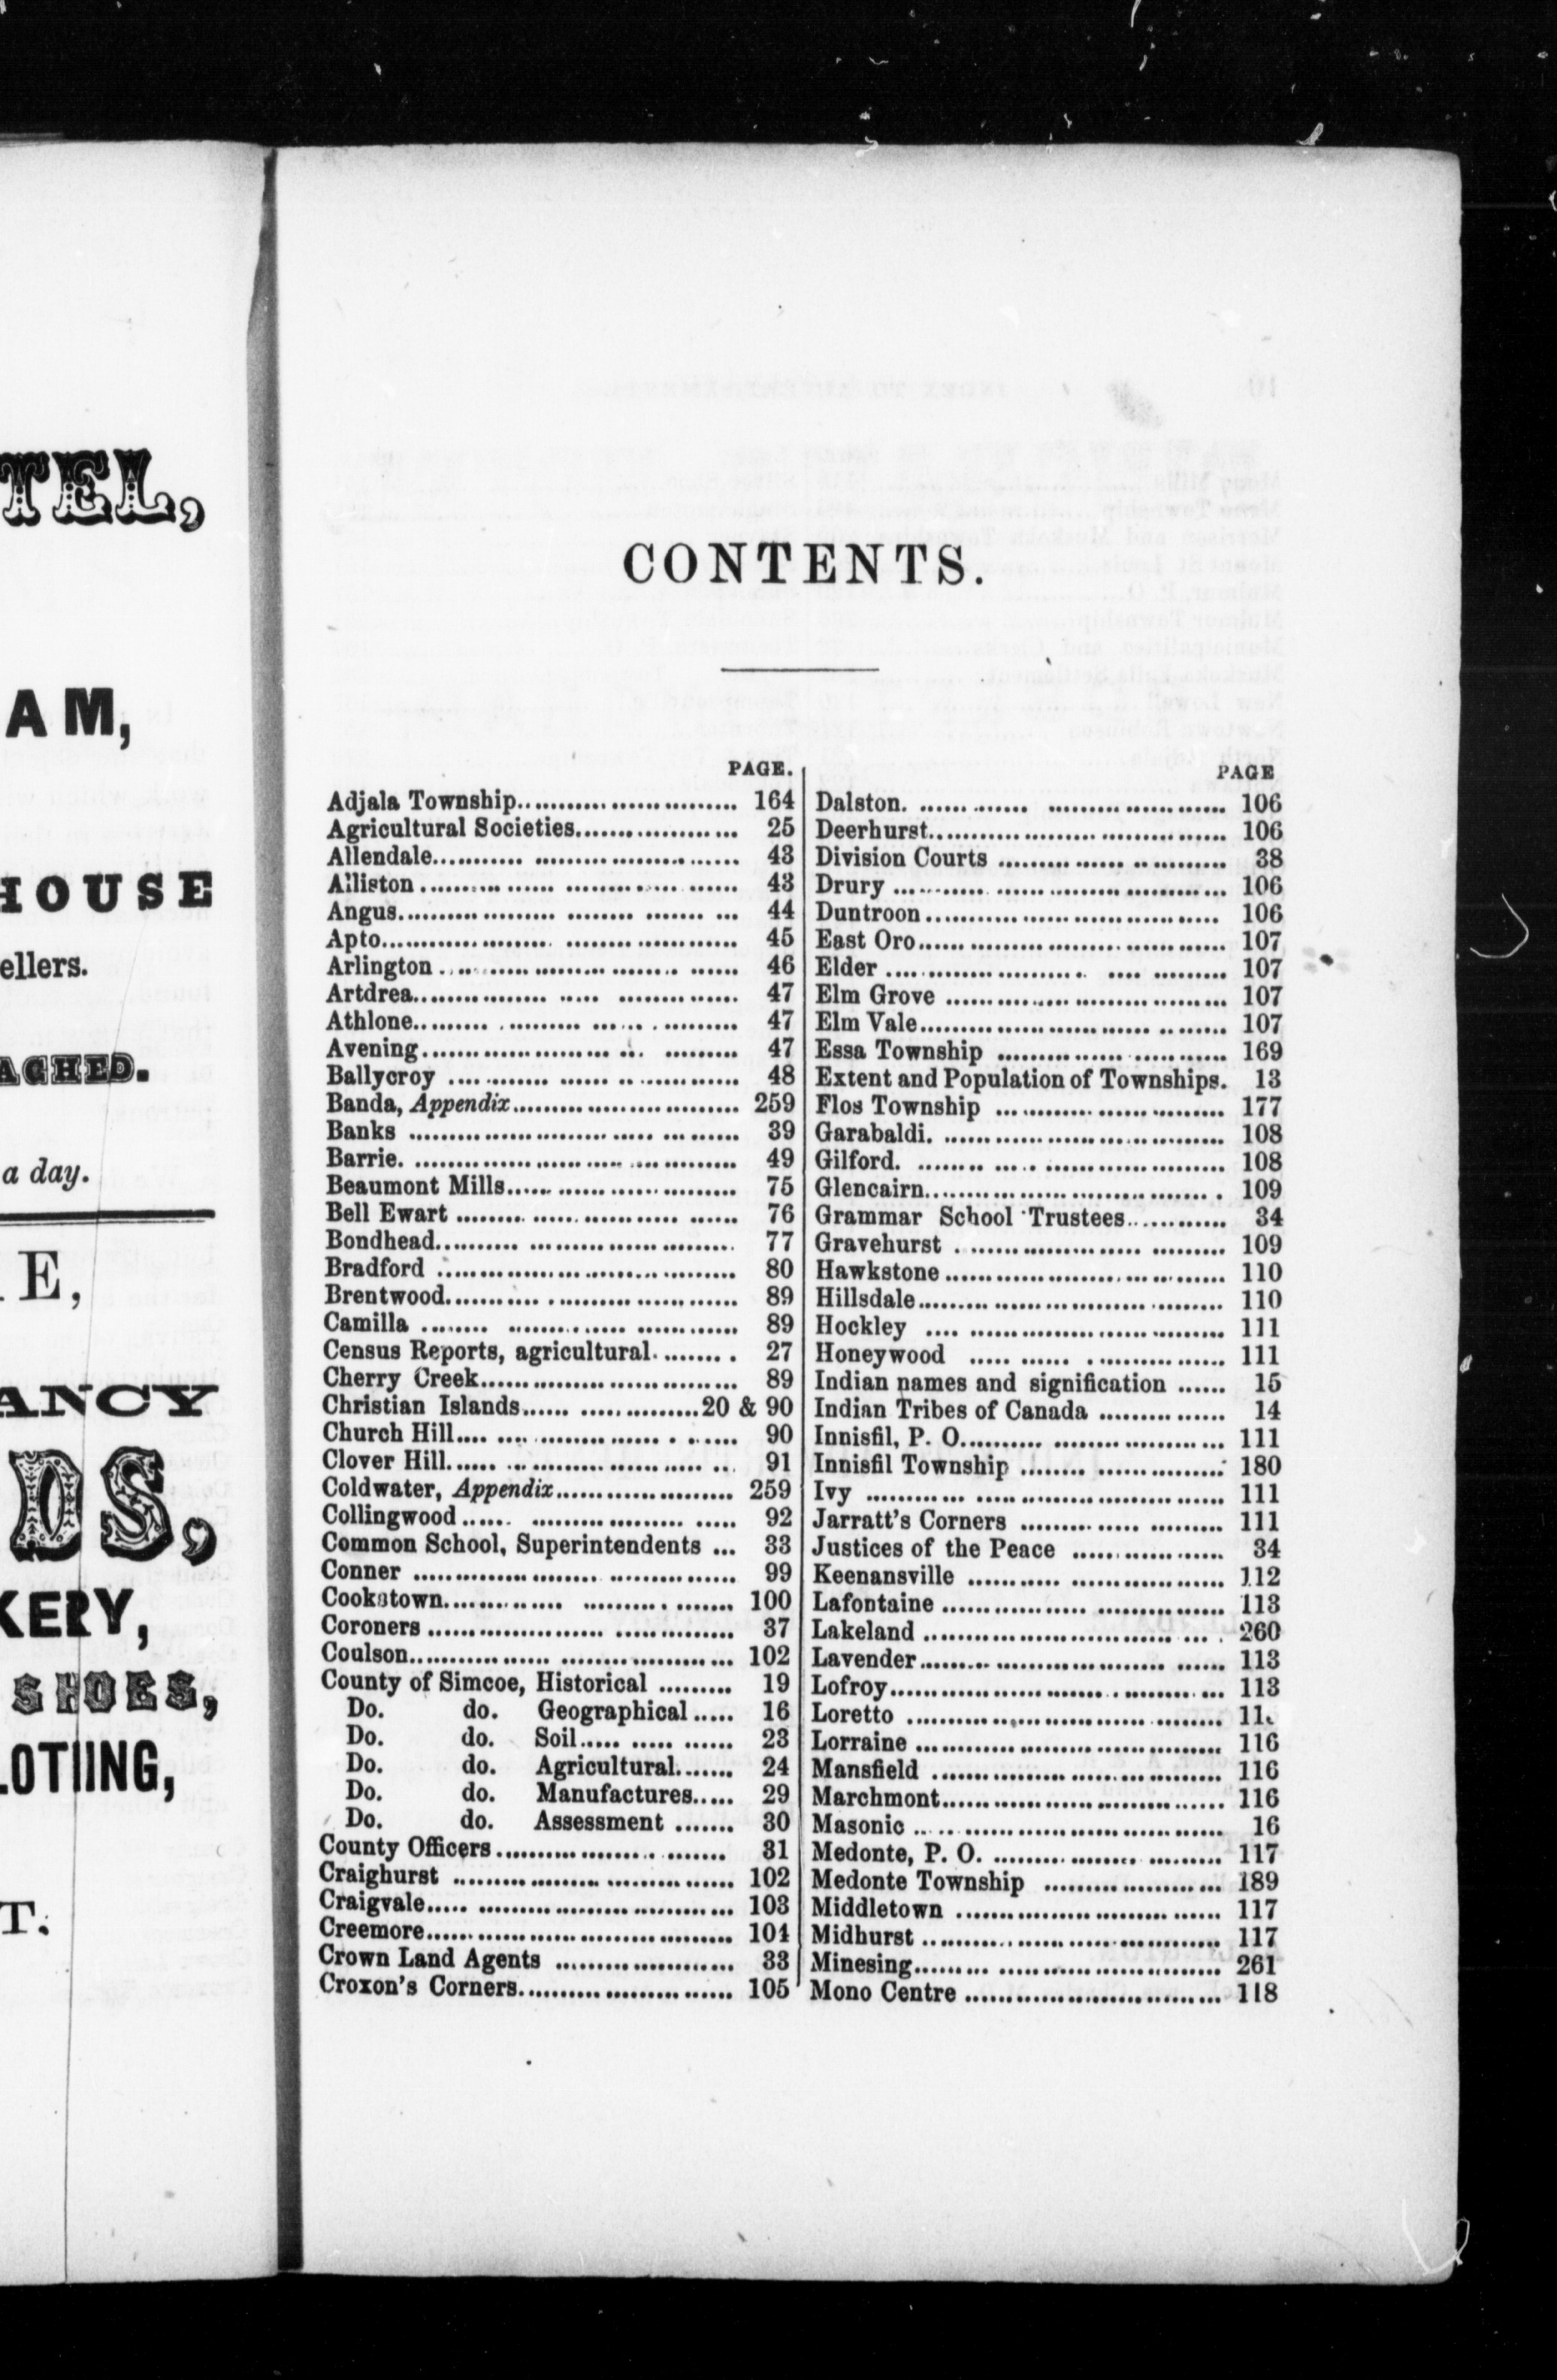 TEL,
AM,
HOUSE
ellers.
ACHED.
a day.
E,
ANCY
DS,
KERY,
SHOES,
LOTHING,
T.
CONTENTS.
PAGE.
Adjala Township........................... 164
Agricultural Societies................... 25
Allendale.................................. 43
Alliston.................................... 43
Angus...................................... 44
Apto........................................ 45
Arlington.................................. 46
Artdrea.................................... 47
Athlone.................................... 47
Avening.................................... 47
Ballycroy.................................. 48
Banda, Appendix........................... 259
Banks...................................... 39
Barrie...................................... 49
Beaumont Mills........................... 75
Bell Ewart................................. 76
Bondhead.................................. 77
Bradford................................... 80
Brentwood................................. 89
Camilla.................................... 89
Census Reports, agricultural......... 27
Cherry Creek.............................. 89
Christian Islands.....................20 & 90
Church Hill................................ 90
Clover Hill................................. 91
Coldwater, Appendix..................... 259
Collingwood............................... 92
Common School, Superintendents ... 33
Conner..................................... 99
Cookstown................................. 100
Coroners................................... 37
Coulson.................................... 102
County of Simcoe, Historical ......... 19
Do. do. Geographical..... 16
Do. do. Soil................ 23
Do. do. Agricultural....... 24
Do. do. Manufactures..... 29
Do. do. Assessment ....... 30
County Officers........................... 31
Craighurst................................. 102
Craigvale.................................. 103
Creemore.................................. 104
Crown Land Agents ..................... 33
Croxon's Corners......................... 105
PAGE
Dalston..................................... 106
Deerhurst.................................. 106
Division Courts........................... 38
Drury....................................... 106
Duntroon................................... 106
East Oro................................... 107
Elder....................................... 107
Elm Grove................................. 107
Elm Vale................................... 107
Essa Township ........................... 169
Extent and Population of Townships. 13
Flos Township ........................... 177
Garabaldi.................................. 108
Gilford..................................... 108
Glencairn.................................. 109
Grammar School Trustees............ 34
Gravehurst................................ 109
Hawkstone................................ 110
Hillsdale................................... 110
Hockley................................... 111
Honeywood............................... 111
Indian names and signification ...... 15
Indian Tribes of Canada ............... 14
Innisfil, P. O.............................. 111
Innisfil Township ........................ 180
Ivy.......................................... 111
Jarratt's Corners ........................ 111
Justices of the Peace .................. 34
Keenansville.............................. 112
Lafontaine................................. 113
Lakeland................................... 260
Lavender................................... 113
Lofroy...................................... 113
Loretto..................................... 11
Lorraine.................................... 116
Mansfield.................................. 116
Marchmont................................ 116
Masonic.................................... 16
Medonte, P. O............................ 117
Medonte Township ..................... 189
Middletown............................... 117
Midhurst................................... 117
Minesing................................... 261
Mono Centre.............................. 118